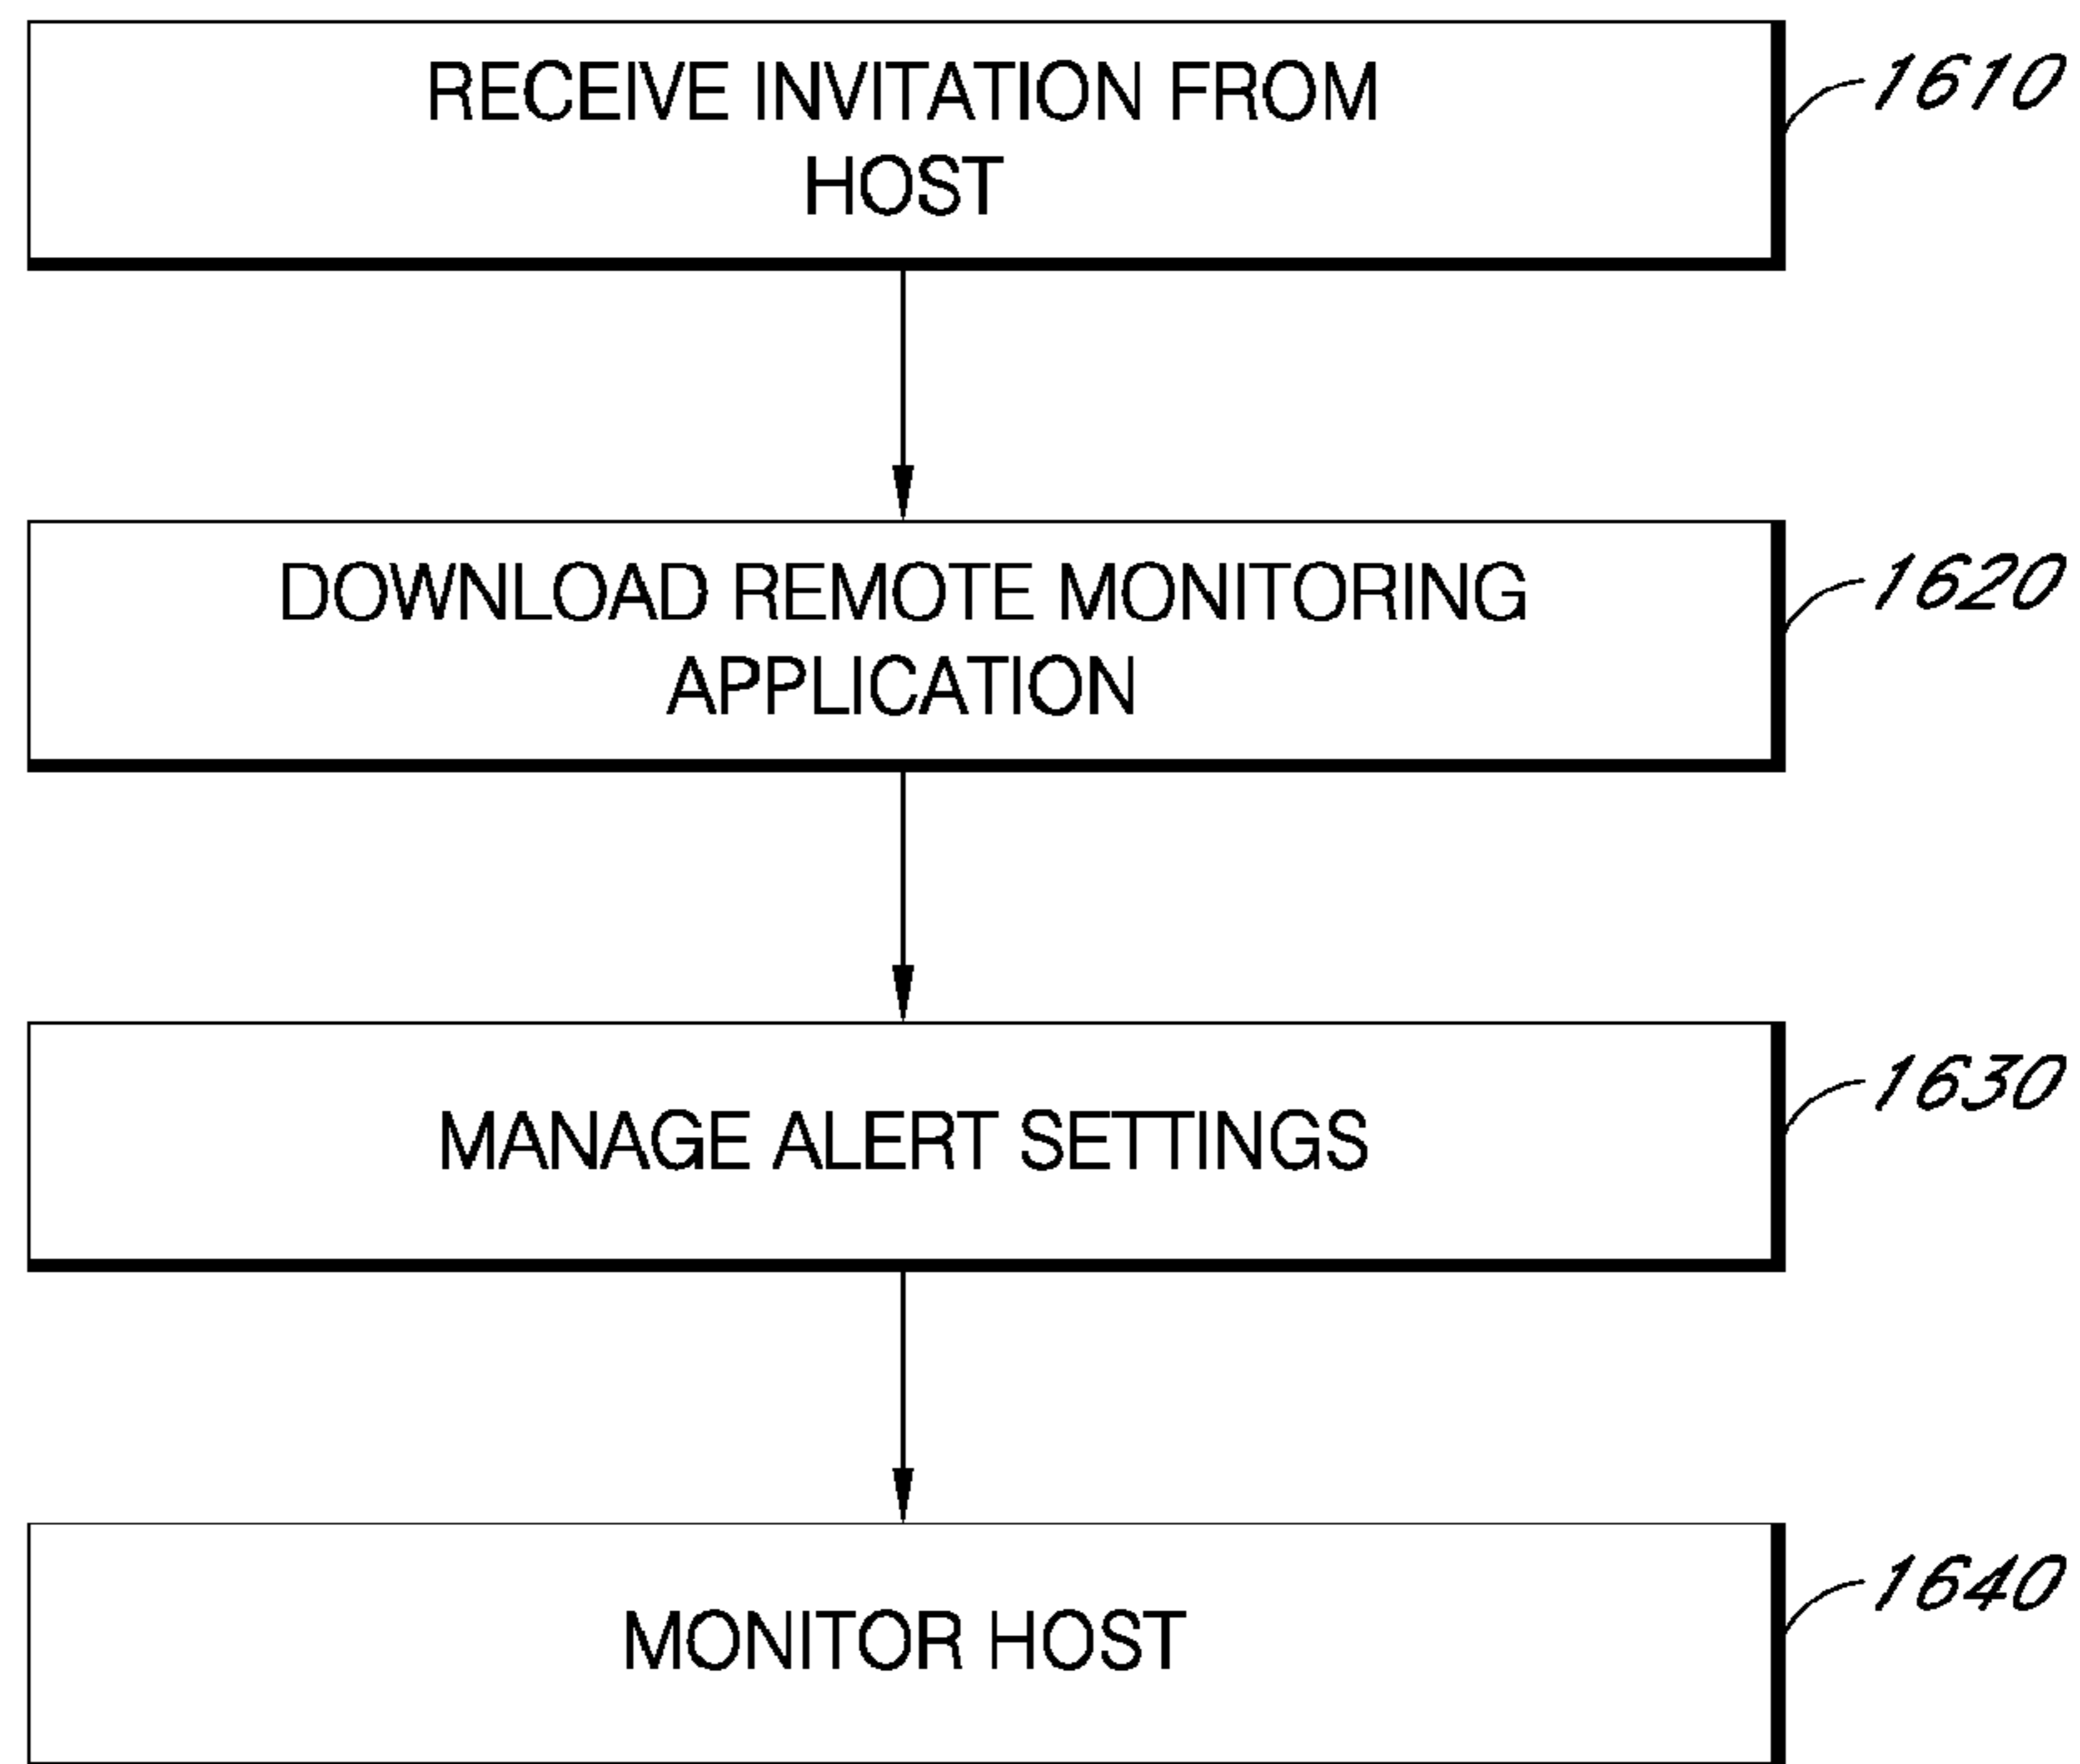 RECEIVE INVITATION FROM
HOST
1610
DOWNLOAD REMOTE MONITORING
APPLICATION
1620
MANAGE ALERT SETTINGS
1630
MONITOR HOST
1640